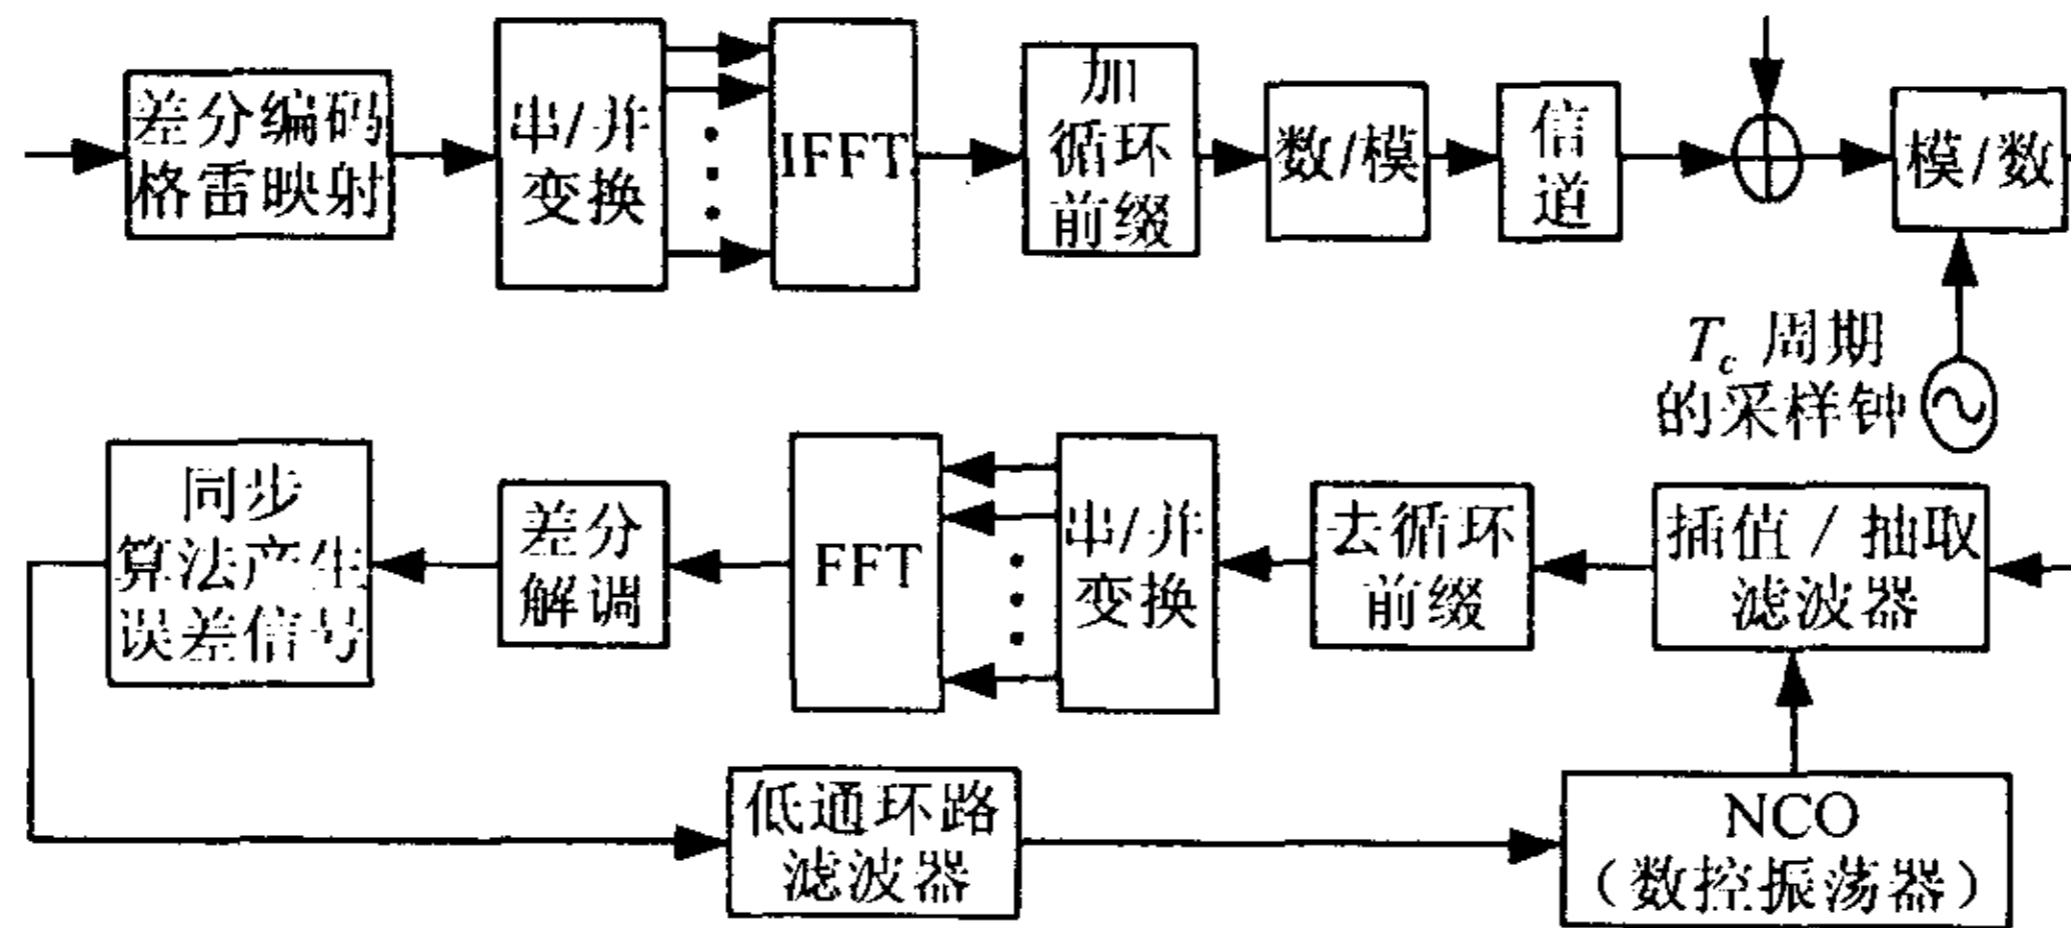 差分编码
格雷映射
串/并
变换
IFFT
加
循环
前缀
数/模
信
道
模/数
T_c 周期
的采样钟
同步
算法产生
误差信号
差分
解调
FFT
串/并
变换
去循环
前缀
插值 / 抽取
滤波器
低通环路
滤波器
NCO
(数控振荡器)